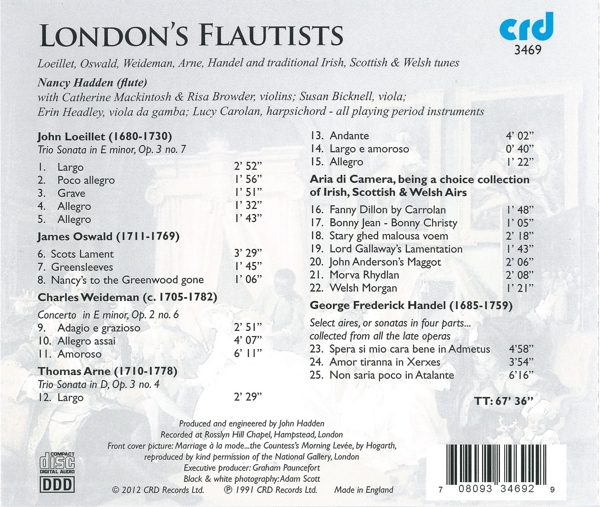 LONDON'S FLAUTISTS
crd
3469
Loeillet, Oswald, Weideman, Arne, Handel and traditional Irish, Scottish & Welsh tunes
Nancy Hadden (flute)
with Catherine Mackintosh & Risa Browder, violins; Susan Bicknell, viola;
Erin Headley, viola da gamba; Lucy Carolan, harpsichord - all playing period instruments
John Loeillet (1680-1730)
Trio Sonata in E minor, Op. 3 no. 7
1. Largo 2' 52"
2. Poco allegro 1' 56"
3. Grave 1' 51"
4. Allegro 1' 32"
5. Allegro 1' 43"
James Oswald (1711-1769)
6. Scots Lament 3' 29"
7. Greensleeves 1' 45"
8. Nancy's to the Greenwood gone 1' 06"
Charles Weideman (c. 1705-1782)
Concerto in E minor, Op. 2 no. 6
9. Adagio e grazioso 2' 51"
10. Allegro assai 4' 07"
11. Amoroso 6' 11"
Thomas Arne (1710-1778)
Trio Sonata in D, Op. 3 no. 4
12. Largo 2' 29"
13. Andante 4' 02"
14. Largo e amoroso 0' 40"
15. Allegro 1' 22"
Aria di Camera, being a choice collection
of Irish, Scottish & Welsh Airs
16. Fanny Dillon by Carrolan 1' 48"
17. Bonny Jean - Bonny Christy 1' 05"
18. Stary ghed malousa voem 2' 18"
19. Lord Gallaway's Lamentation 1' 43"
20. John Anderson's Maggot 2' 06"
21. Morva Rhydlan 2' 08"
22. Welsh Morgan 1' 21"
George Frederick Handel (1685-1759)
Select aires, or sonatas in four parts...
collected from all the late operas
23. Spera si mio cara bene in Admetus 4'58"
24. Amor tiranna in Xerxes 3'54"
25. Non saria poco in Atalante 6'16"
TT: 67' 36"
Produced and engineered by John Hadden
Recorded at Rosslyn Hill Chapel, Hampstead, London
Front cover picture: Marriage à la mode...the Countess's Morning Levée, by Hogarth,
reproduced by kind permission of the National Gallery, London
Executive producer: Graham Pauncefort
Black & white photography: Adam Scott
© 2012 CRD Records Ltd. ℗ 1991 CRD Records Ltd. Made in England
COMPACT
disc
DIGITAL AUDIO
DDD
7 08093 34692 9